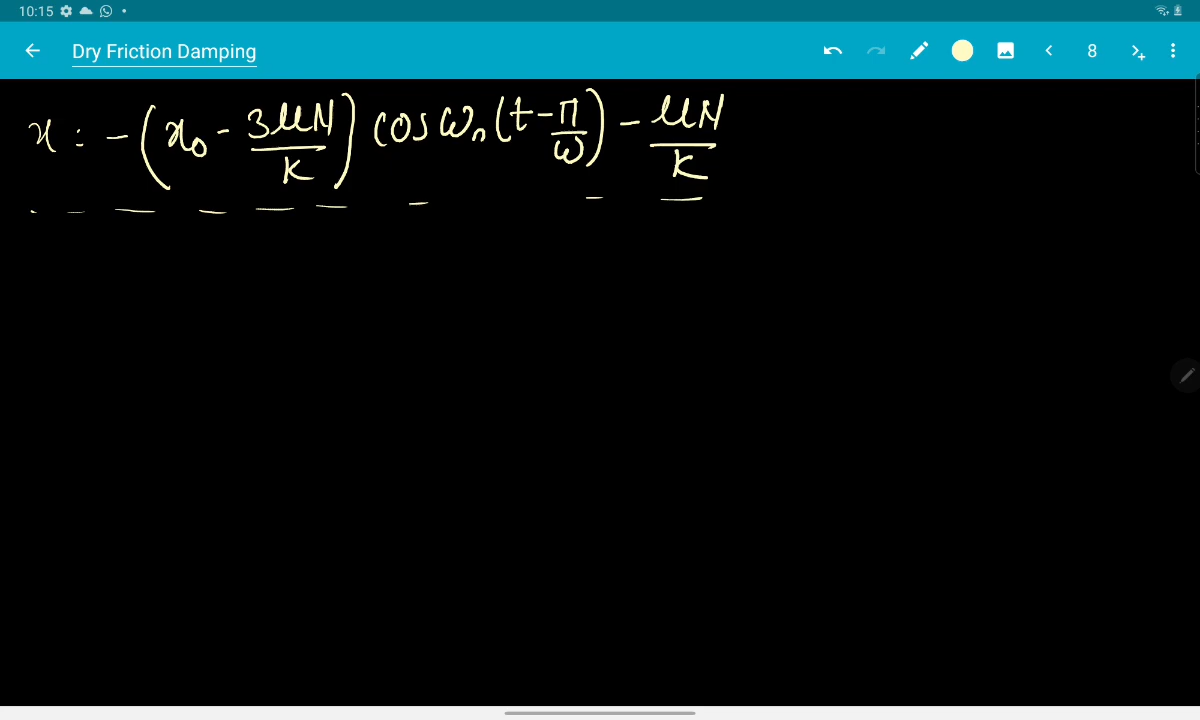 10:15
Dry Friction Damping
8
x = -(x₀ - 3μN/K) cos ωₙ(t - π/ω) - μN/K